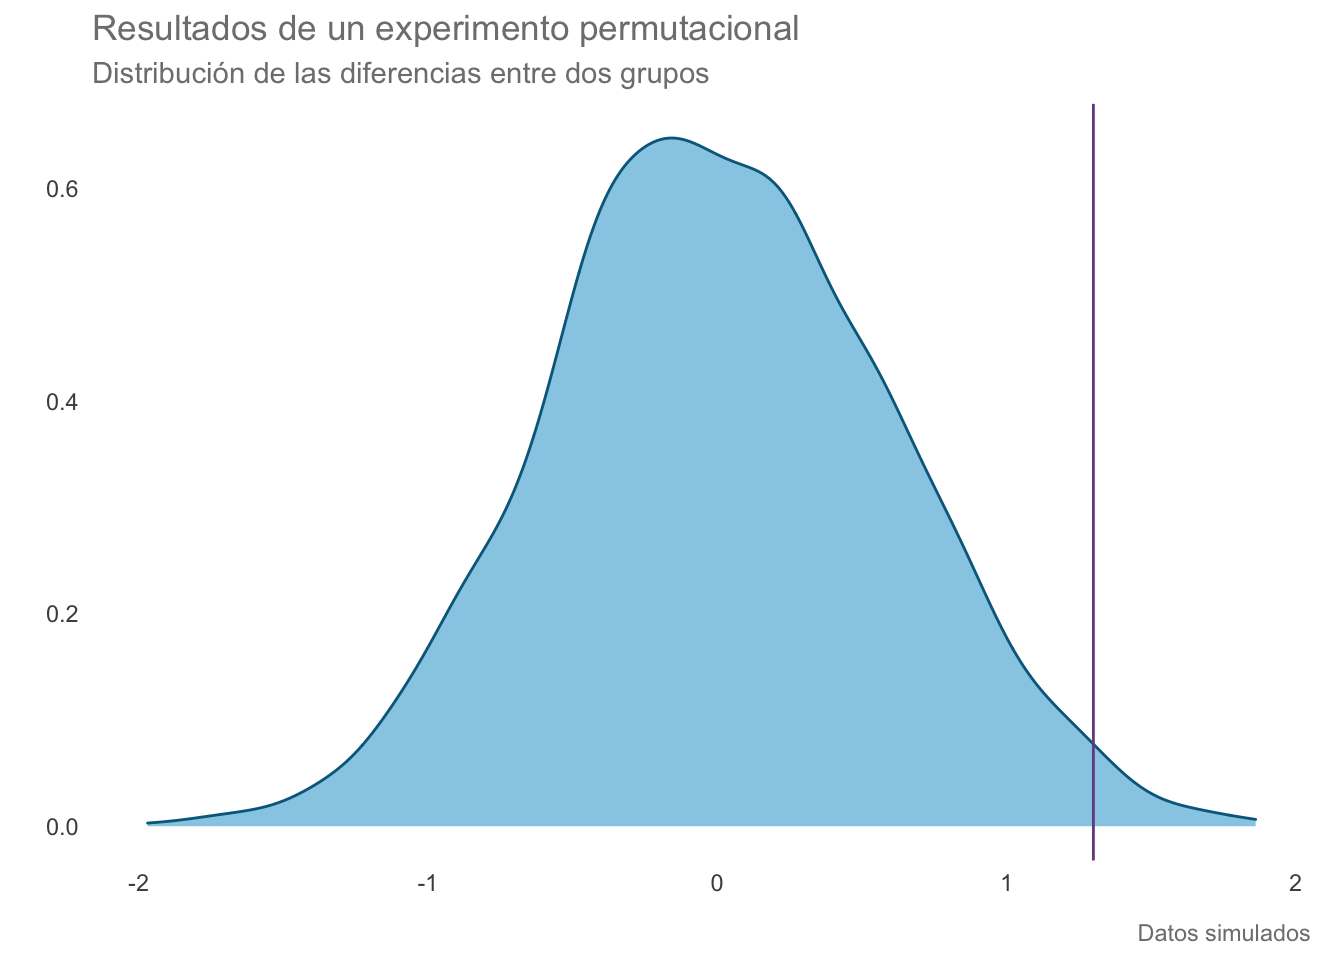 Resultados de un experimento permutacional
Distribución de las diferencias entre dos grupos
0.6
0.4
0.2
0.0
-2 -1 0 1 2
Datos simulados